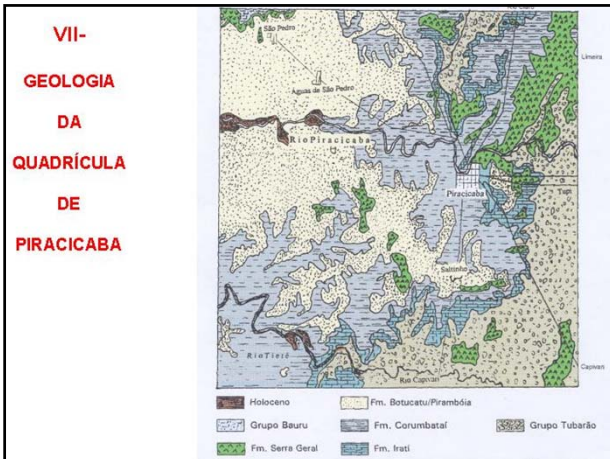 VII-
GEOLOGIA
DA
QUADRÍCULA
DE
PIRACICABA
São Pedro
Limeira
Águas de São Pedro
Rio Piracicaba
Piracicaba
Tupi
Saltinho
Rio Tietê
Rio Capivari
Capivari
Holoceno
Fm. Botucatu/Pirambóia
Grupo Bauru
Fm. Corumbataí
Grupo Tubarão
Fm. Serra Geral
Fm. Irati